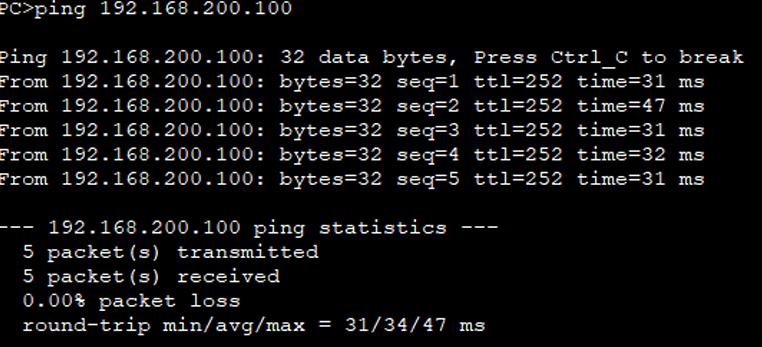 PC>ping 192.168.200.100
Ping 192.168.200.100: 32 data bytes, Press Ctrl_C to break
From 192.168.200.100: bytes=32 seq=1 ttl=252 time=31 ms
From 192.168.200.100: bytes=32 seq=2 ttl=252 time=47 ms
From 192.168.200.100: bytes=32 seq=3 ttl=252 time=31 ms
From 192.168.200.100: bytes=32 seq=4 ttl=252 time=32 ms
From 192.168.200.100: bytes=32 seq=5 ttl=252 time=31 ms
--- 192.168.200.100 ping statistics ---
5 packet(s) transmitted
5 packet(s) received
0.00% packet loss
round-trip min/avg/max = 31/34/47 ms